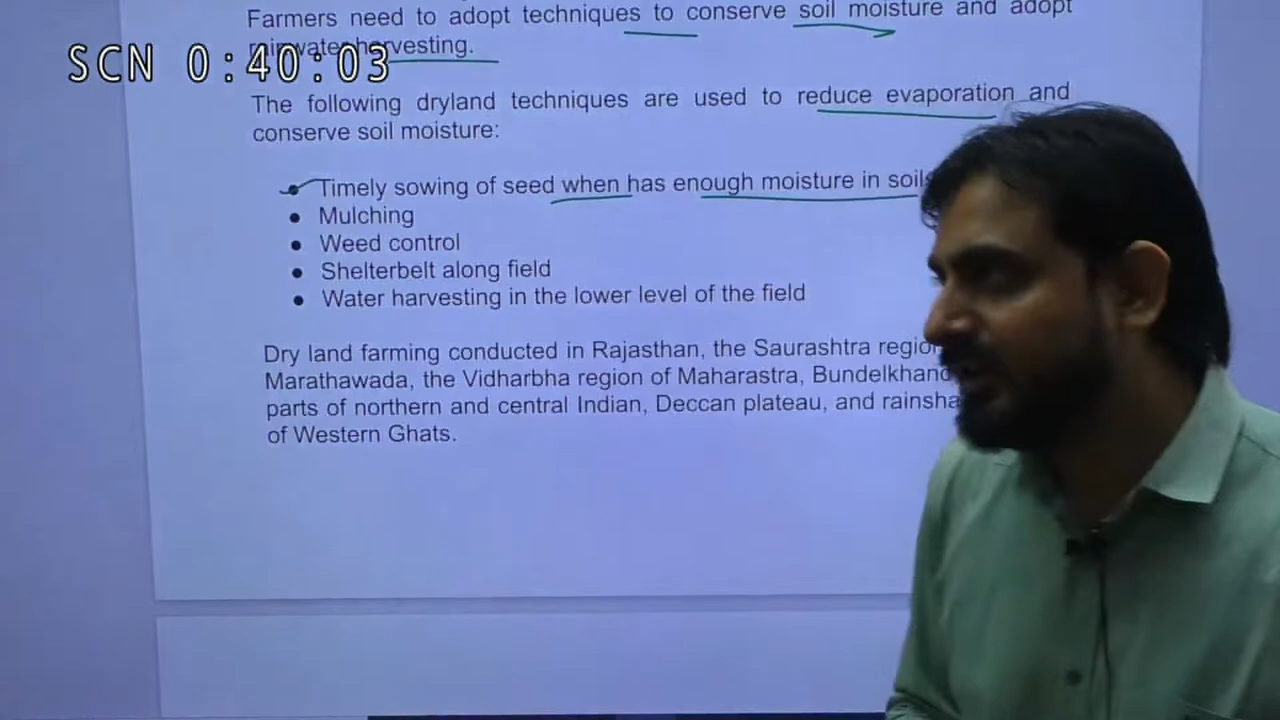 Farmers need to adopt techniques to conserve soil moisture and adopt
harvesting.
SCN 0:40:03
The following dryland techniques are used to reduce evaporation and
conserve soil moisture:
• Timely sowing of seed when has enough moisture in soils
• Mulching
• Weed control
• Shelterbelt along field
• Water harvesting in the lower level of the field
Dry land farming conducted in Rajasthan, the Saurashtra region
Marathawada, the Vidharbha region of Maharastra, Bundelkhand
parts of northern and central Indian, Deccan plateau, and
of Western Ghats.